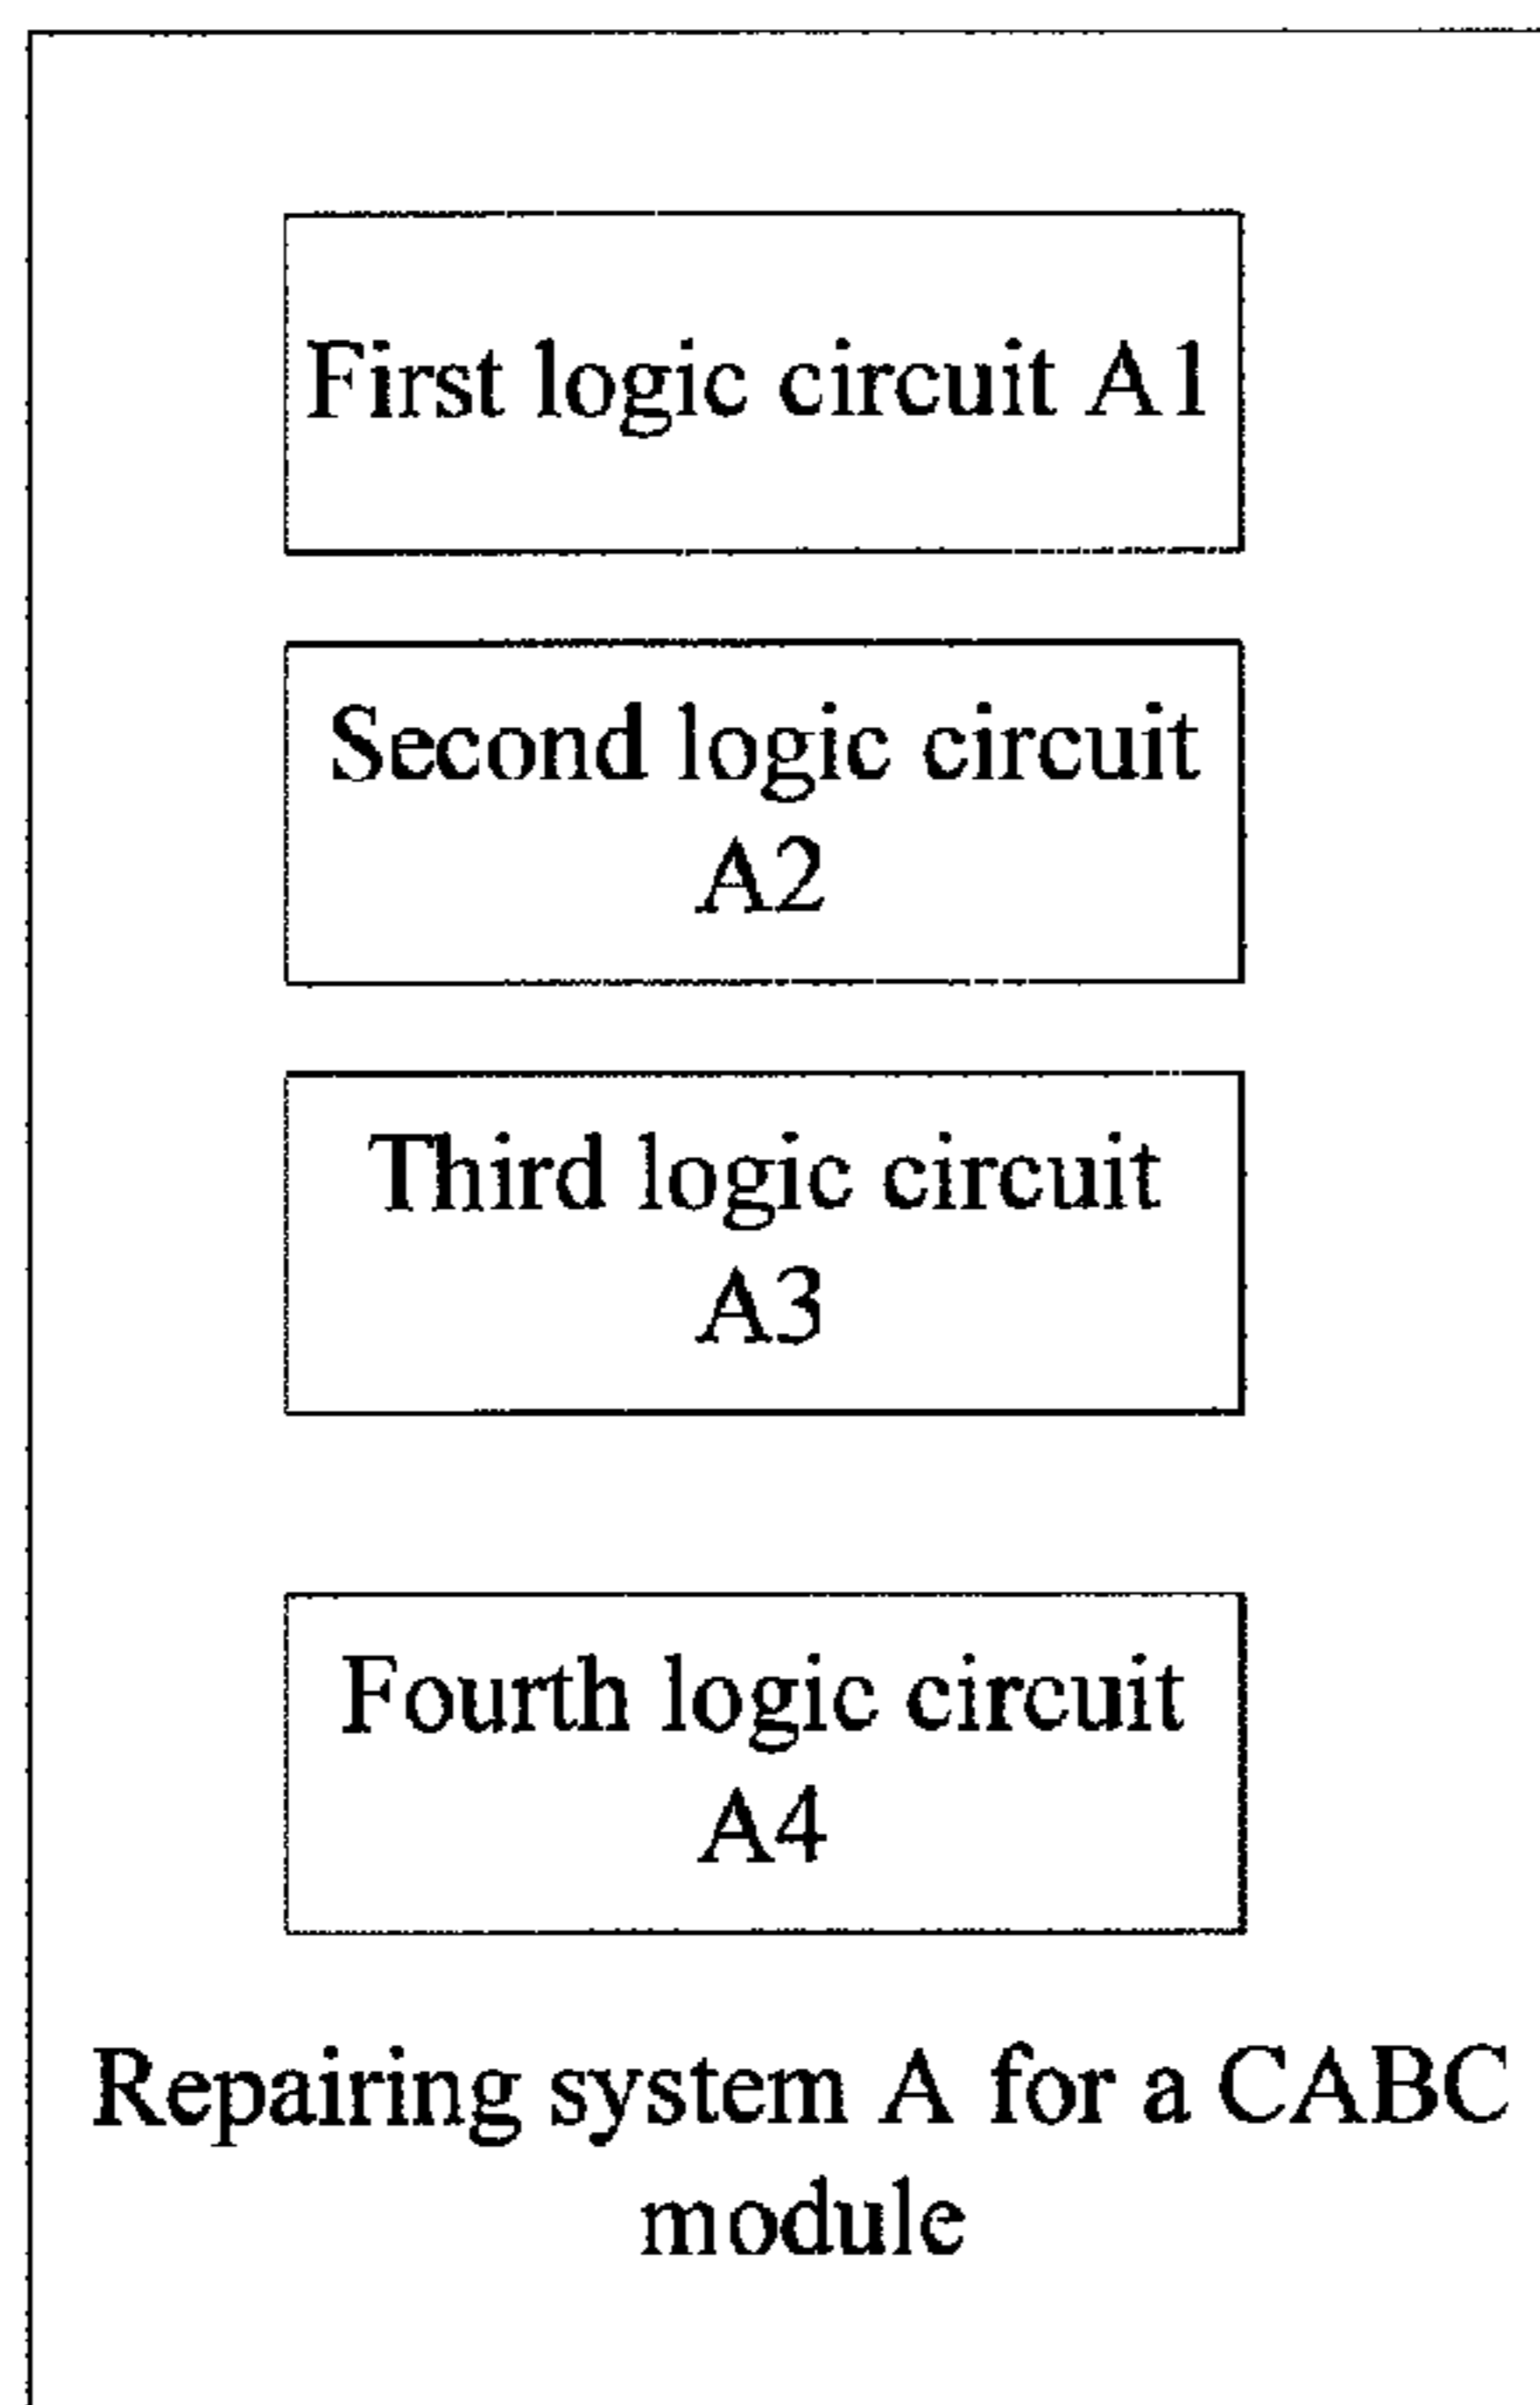 First logic circuit A1
Second logic circuit
A2
Third logic circuit
A3
Fourth logic circuit
A4
Repairing system A for a CABC
module